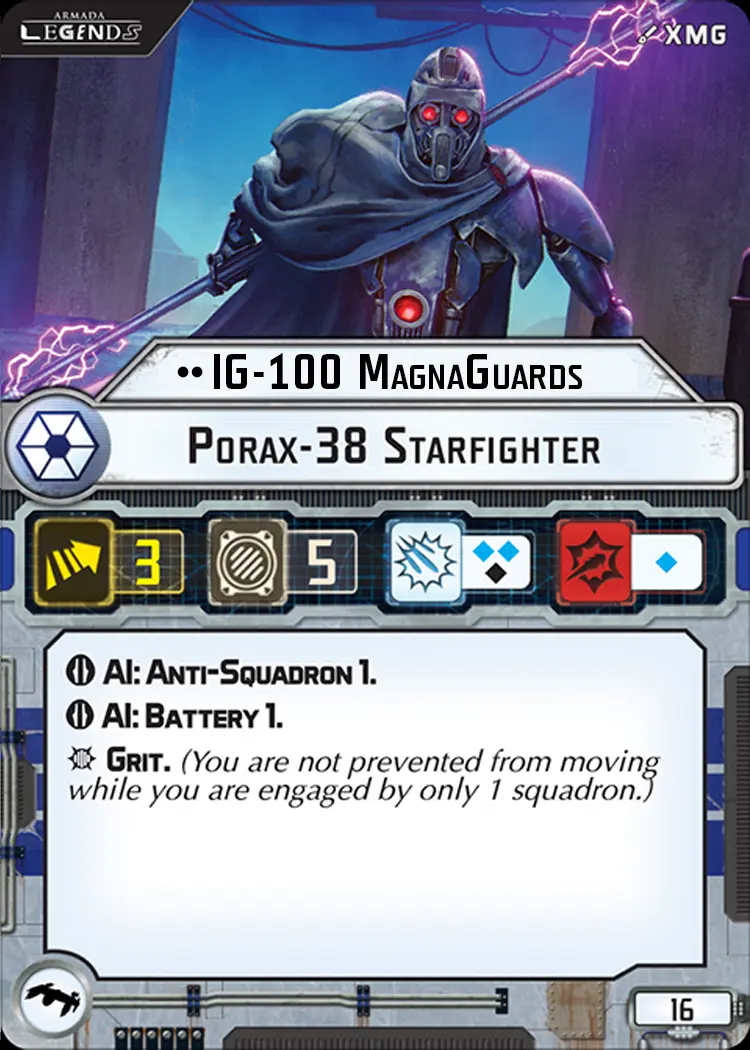 ARMADA
LEGENDS
XMG
•• IG-100 MAGNAGUARDS
PORAX-38 STARFIGHTER
3
5
AI: ANTI-SQUADRON 1.
AI: BATTERY 1.
GRIT. (You are not prevented from moving
while you are engaged by only 1 squadron.)
16